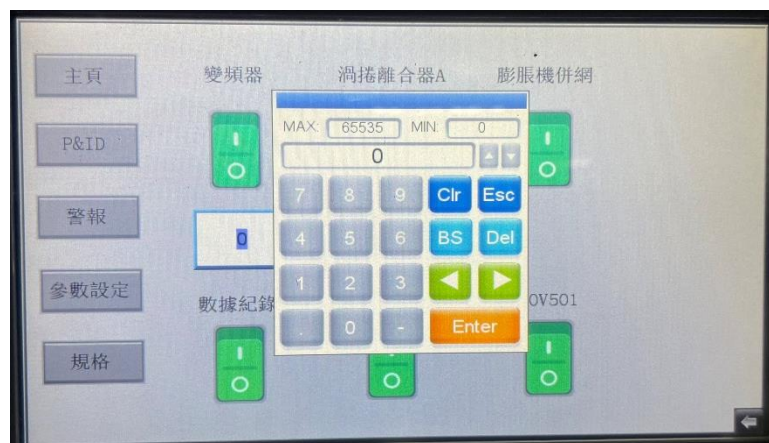 主頁
P&ID
警報
參數設定
規格
變頻器
渦捲離合器A
膨脹機併網
0
數據紀錄
OV501
MAX: 65535 MIN: 0
0
7 8 9 Clr Esc
4 5 6 BS Del
1 2 3
. 0 - Enter